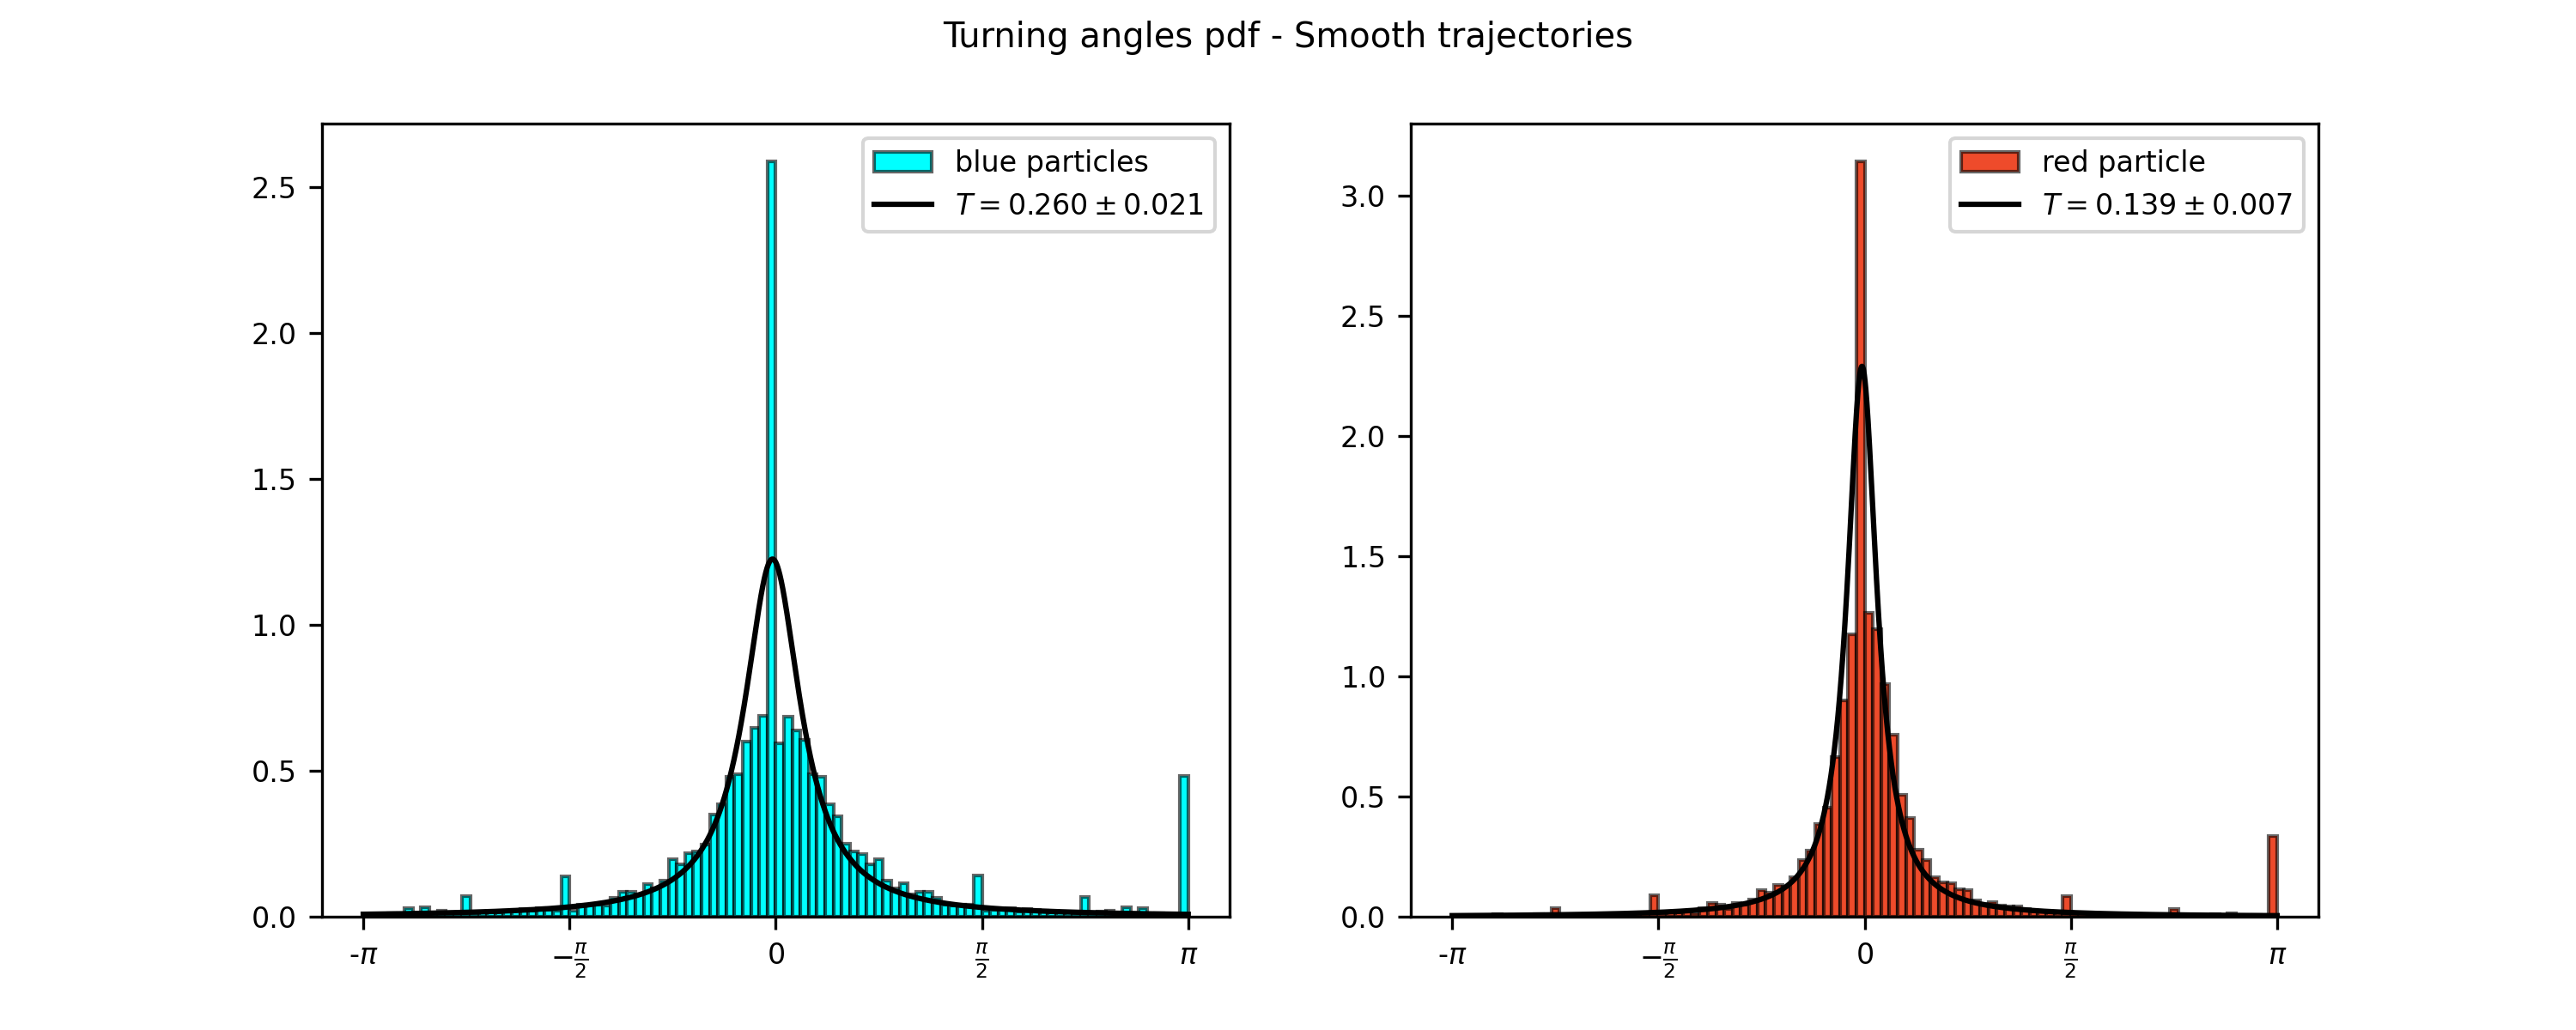 Turning angles pdf - Smooth trajectories
blue particles
T = 0.260 ± 0.021
2.5
2.0
1.5
1.0
0.5
0.0
-π
−π/2
0
π/2
π
red particle
T = 0.139 ± 0.007
3.0
2.5
2.0
1.5
1.0
0.5
0.0
-π
−π/2
0
π/2
π